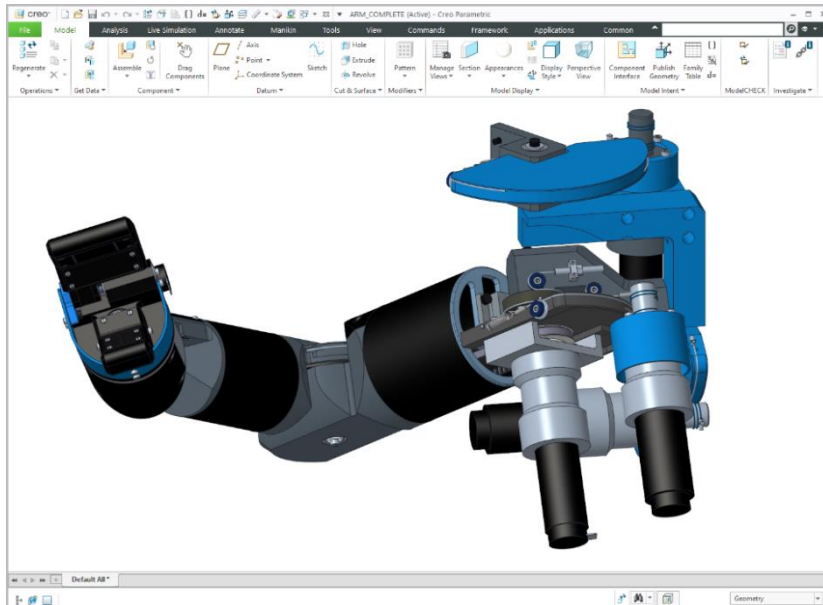 creo
ARM_COMPLETE (Active) - Creo Parametric
File Model Analysis Live Simulation Annotate Manikin Tools View Commands Framework Applications Common
Regenerate
Operations
Get Data
Assemble
Drag
Components
Component
Plane
Axis
Point
Coordinate System
Sketch
Datum
Hole
Extrude
Revolve
Cut & Surface
Pattern
Modifiers
Manage
Views
Section
Appearances
Display
Style
Perspective
View
Model Display
Component
Interface
Publish
Geometry
Family
Table
d=
Model Intent
ModelCHECK
Investigate
Default All*
Geometry